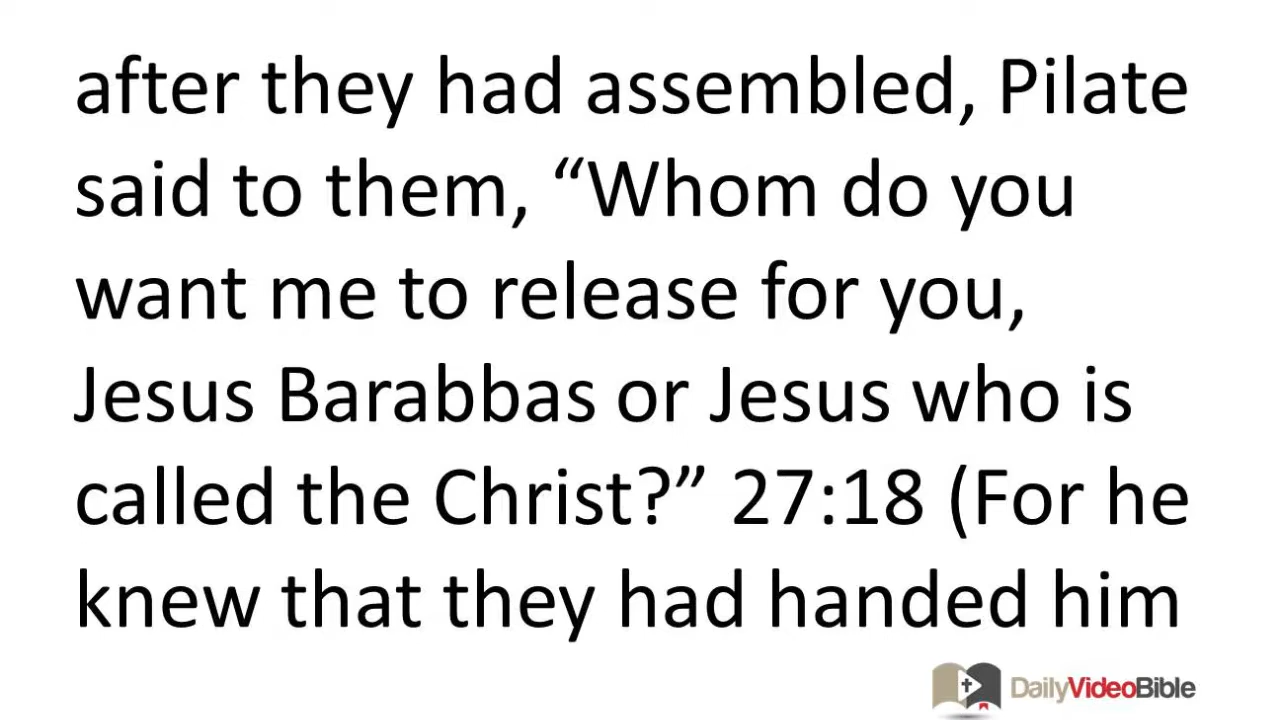 after they had assembled, Pilate
said to them, “Whom do you
want me to release for you,
Jesus Barabbas or Jesus who is
called the Christ?” 27:18 (For he
knew that they had handed him
DailyVideoBible